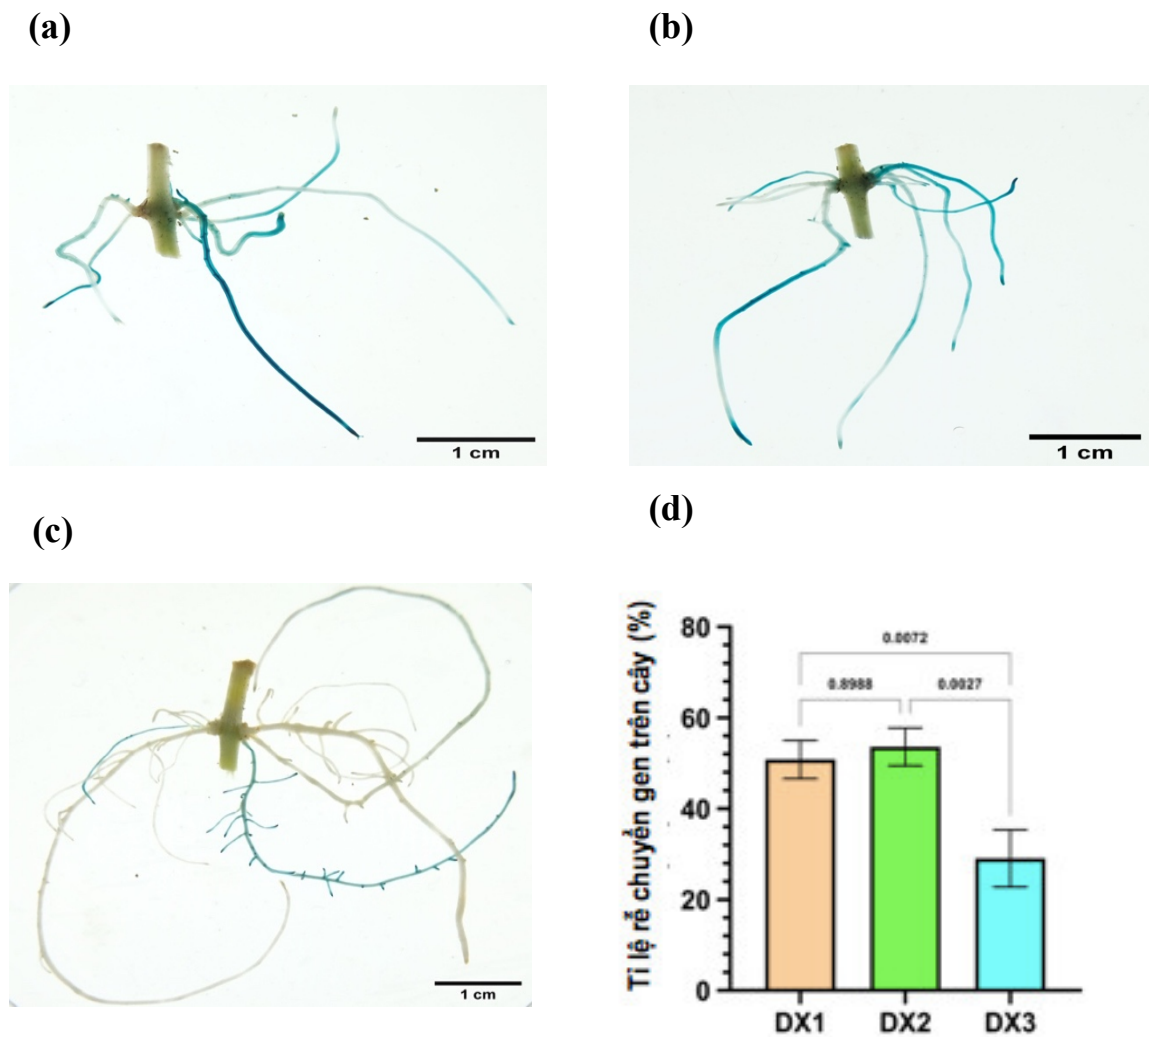 (a)
(b)
1 cm
1 cm
(c)
(d)
1 cm
Tỉ lệ rễ chuyển gen trên cây (%)
80
60
40
20
0
0.0072
0.8988
0.0027
DX1
DX2
DX3